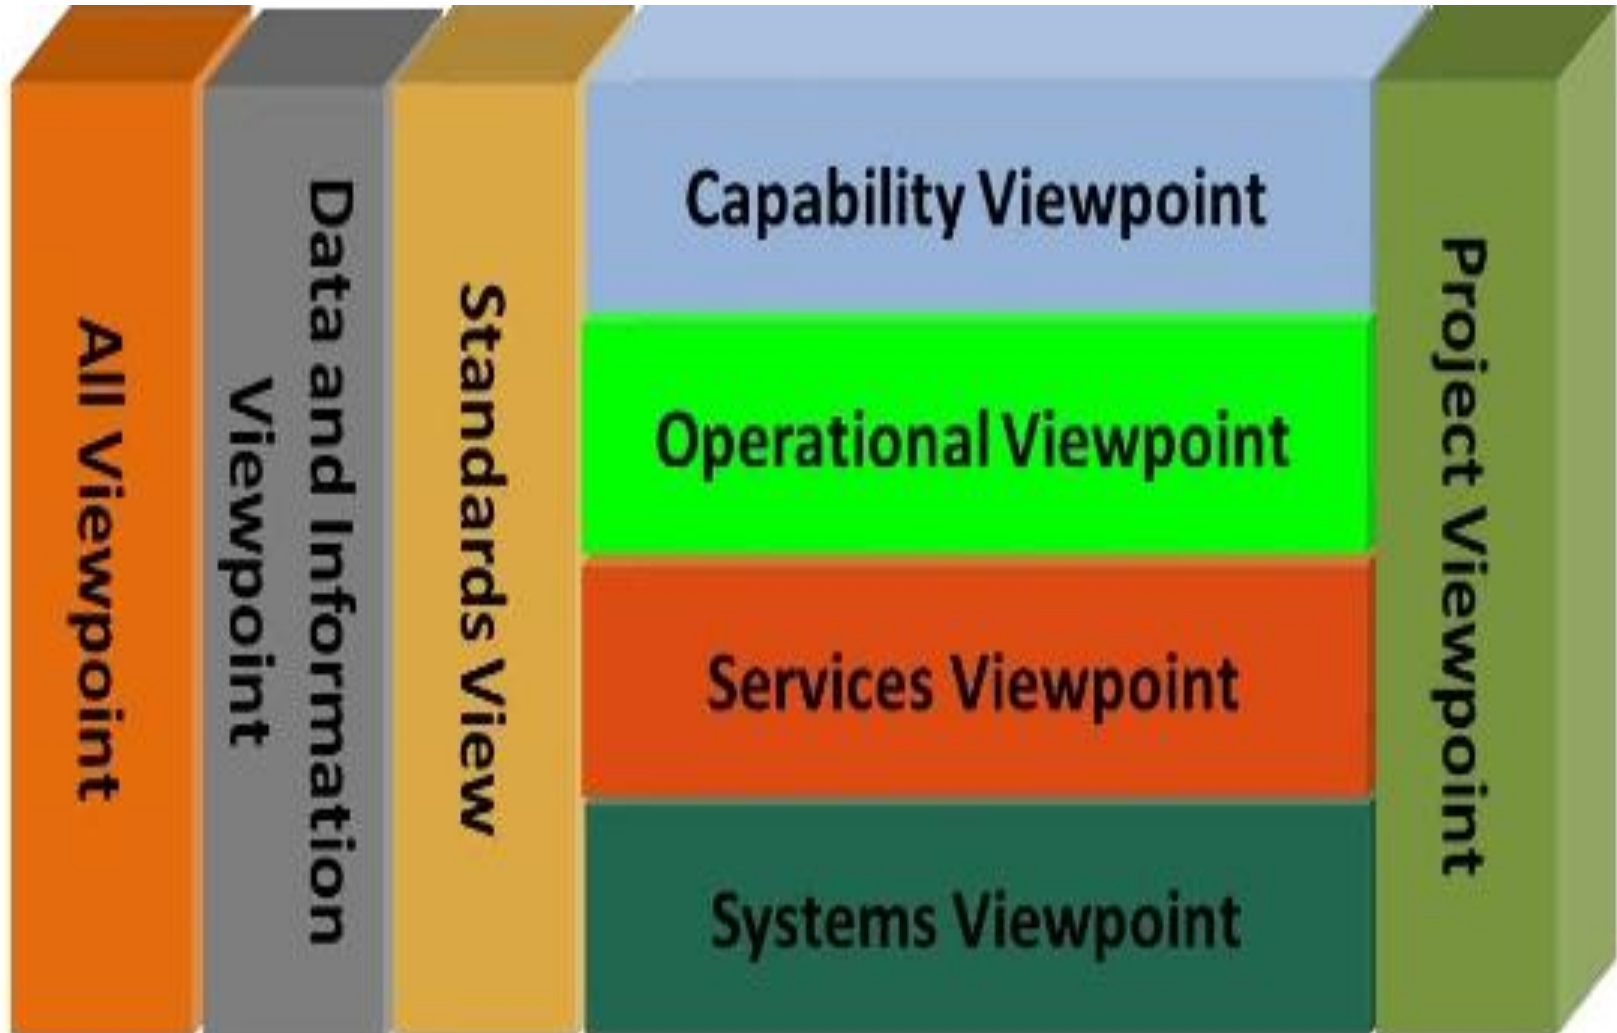 All Viewpoint
Data and Information
Viewpoint
Standards View
Capability Viewpoint
Operational Viewpoint
Services Viewpoint
Systems Viewpoint
Project Viewpoint